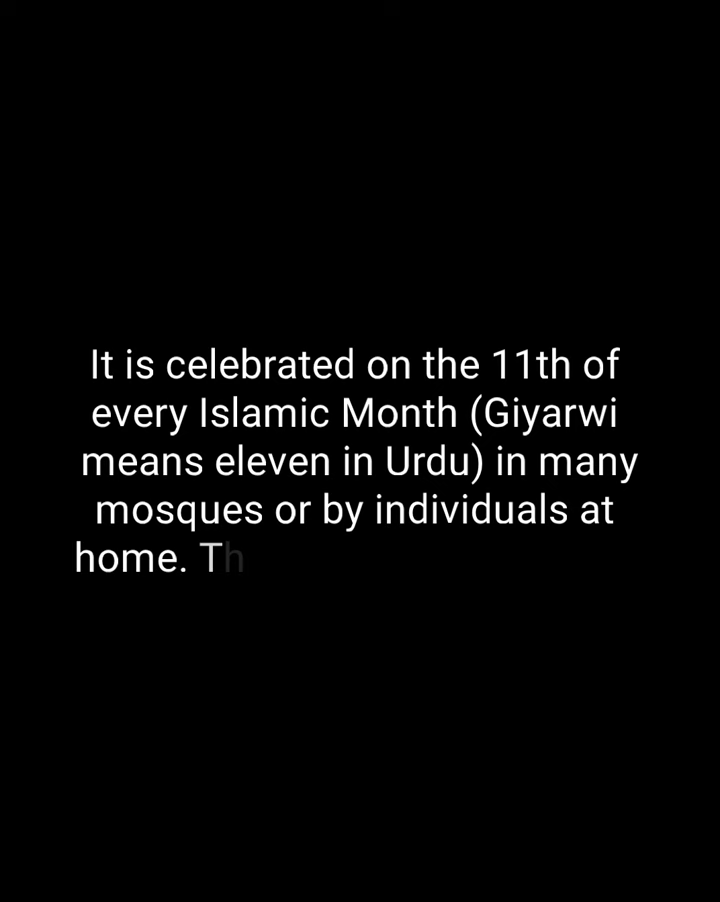 It is celebrated on the 11th of
every Islamic Month (Giyarwi
means eleven in Urdu) in many
mosques or by individuals at
home. Th